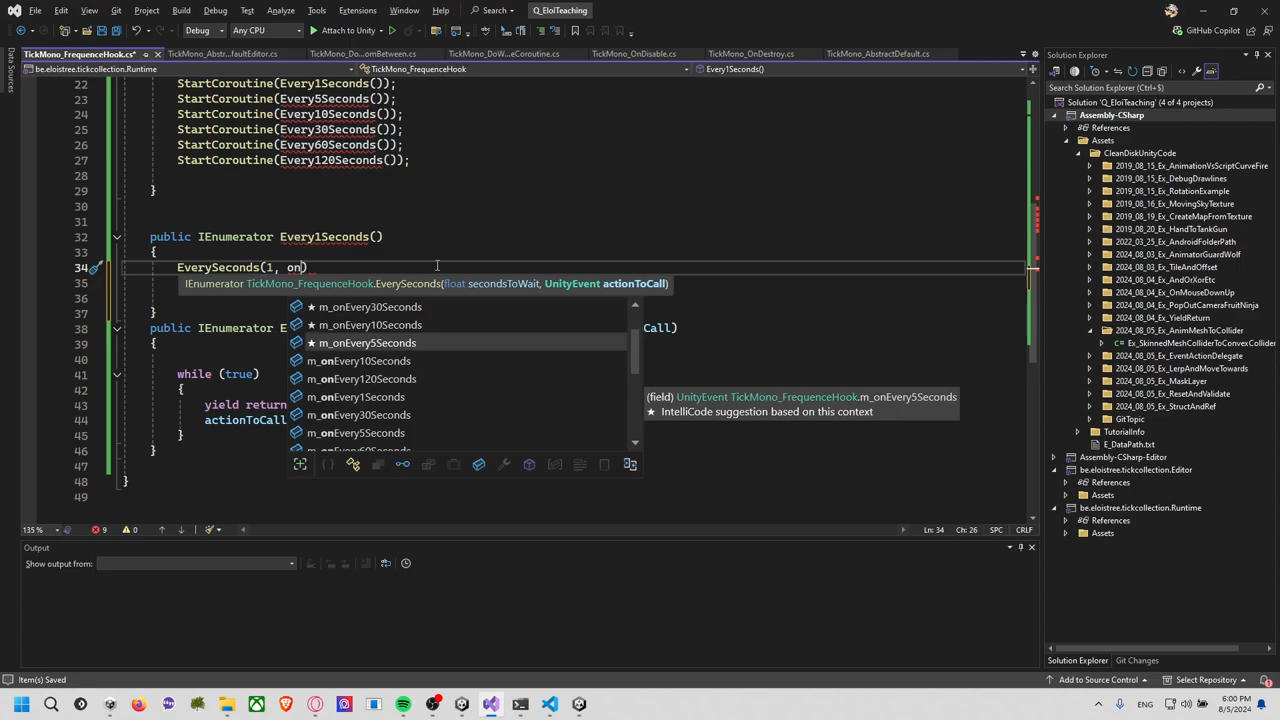 File Edit View Git Project Build Debug Test Analyze Tools Extensions Window Help Search Q_EloiTeaching
Debug Any CPU Attach to Unity GitHub Copilot
TickMono_FrequenceHook.cs* TickMono_Abstr...faultEditor.cs TickMono_Do...omBetween.cs TickMono_DoW...eCoroutine.cs TickMono_OnDisable.cs TickMono_OnDestroy.cs TickMono_AbstractDefault.cs
be.eloistree.tickcollection.Runtime TickMono_FrequenceHook Every1Seconds()
Data Sources
22 StartCoroutine(Every1Seconds());
23 StartCoroutine(Every5Seconds());
24 StartCoroutine(Every10Seconds());
25 StartCoroutine(Every30Seconds());
26 StartCoroutine(Every60Seconds());
27 StartCoroutine(Every120Seconds());
28
29 }
30
31
32 public IEnumerator Every1Seconds()
33 {
34 EverySeconds(1, on)
35 IEnumerator TickMono_FrequenceHook.EverySeconds(float secondsToWait, UnityEvent actionToCall)
36 ★ m_onEvery30Seconds
37 } ★ m_onEvery10Seconds
38 public IEnumerator E Call)
39 { ★ m_onEvery5Seconds
40 m_onEvery10Seconds
41 while (true) m_onEvery120Seconds
42 { m_onEvery1Seconds
43 yield return m_onEvery30Seconds
44 actionToCall m_onEvery5Seconds
45 } m_onEvery60Seconds
46 }
47
48 }
49
(field) UnityEvent TickMono_FrequenceHook.m_onEvery5Seconds
★ IntelliCode suggestion based on this context
135 % 9 0 Ln: 34 Ch: 26 SPC CRLF
Output
Show output from:
Solution Explorer
Search Solution Explorer (Ctrl+$)
Solution 'Q_EloiTeaching' (4 of 4 projects)
Assembly-CSharp
References
Assets
CleanDiskUnityCode
2019_08_15_Ex_AnimationVsScriptCurveFire
2019_08_15_Ex_DebugDrawlines
2019_08_15_Ex_RotationExample
2019_08_16_Ex_MovingSkyTexture
2019_08_24_Ex_CreateMapFromTexture
2019_08_30_Ex_HandToTankGun
2022_03_25_Ex_AndroidFolderPath
2024_08_04_Ex_AnimatorGuardWolf
2024_08_04_Ex_AndOrXorEtc
2024_08_04_Ex_OnMouseDownUp
2024_08_04_Ex_PopOutCameraFruitNinja
2024_08_04_Ex_YieldReturn
2024_08_05_Ex_AnimMeshToCollider
Ex_SkinnedMeshColliderToConvexCollider
2024_08_05_Ex_EventActionDelegate
2024_08_05_Ex_LerpAndMoveTowards
2024_08_05_Ex_MaskLayer
2024_08_05_Ex_ResetAndValidate
2024_08_05_Ex_StructAndRef
GitTopic
TutorialInfo
E_DataPath.txt
Assembly-CSharp-Editor
be.eloistree.tickcollection.Editor
References
Assets
be.eloistree.tickcollection.Runtime
References
Assets
Solution Explorer Git Changes
Item(s) Saved Add to Source Control Select Repository
ENG 6:00 PM
8/5/2024